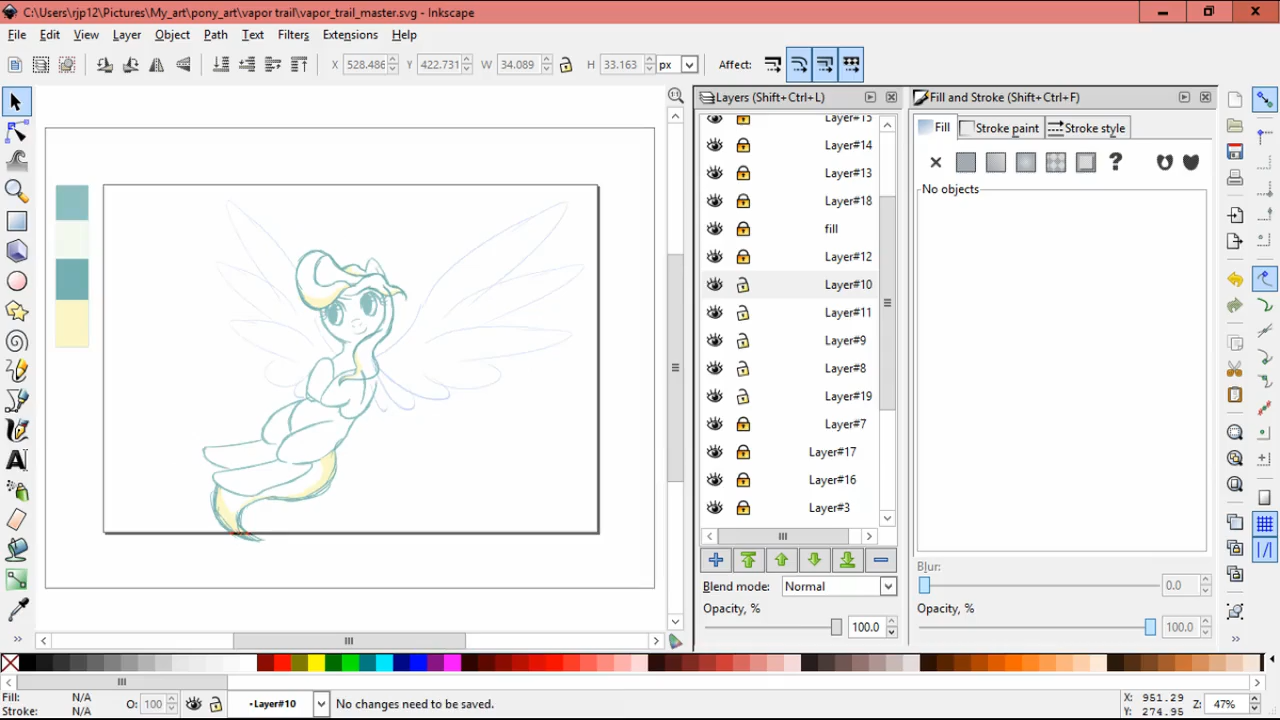 C:\Users\rjp12\Pictures\My_art\pony_art\vapor trail\vapor_trail_master.svg - Inkscape
File Edit View Layer Object Path Text Filters Extensions Help
X 528.486 Y 422.731 W 34.089 H 33.163 px Affect:
Layers (Shift+Ctrl+L) Fill and Stroke (Shift+Ctrl+F)
Layer#15
Fill Stroke paint Stroke style
Layer#14
Layer#13
No objects
Layer#18
fill
Layer#12
Layer#10
Layer#11
Layer#9
Layer#8
Layer#19
Layer#7
Layer#17
Layer#16
Layer#3
Blur:
0.0
Blend mode: Normal
Opacity, % Opacity, %
100.0 100.0
Fill: N/A
Stroke: N/A
O: 100 ·Layer#10 No changes need to be saved.
X: 951.29
Y: 274.95
Z: 47%